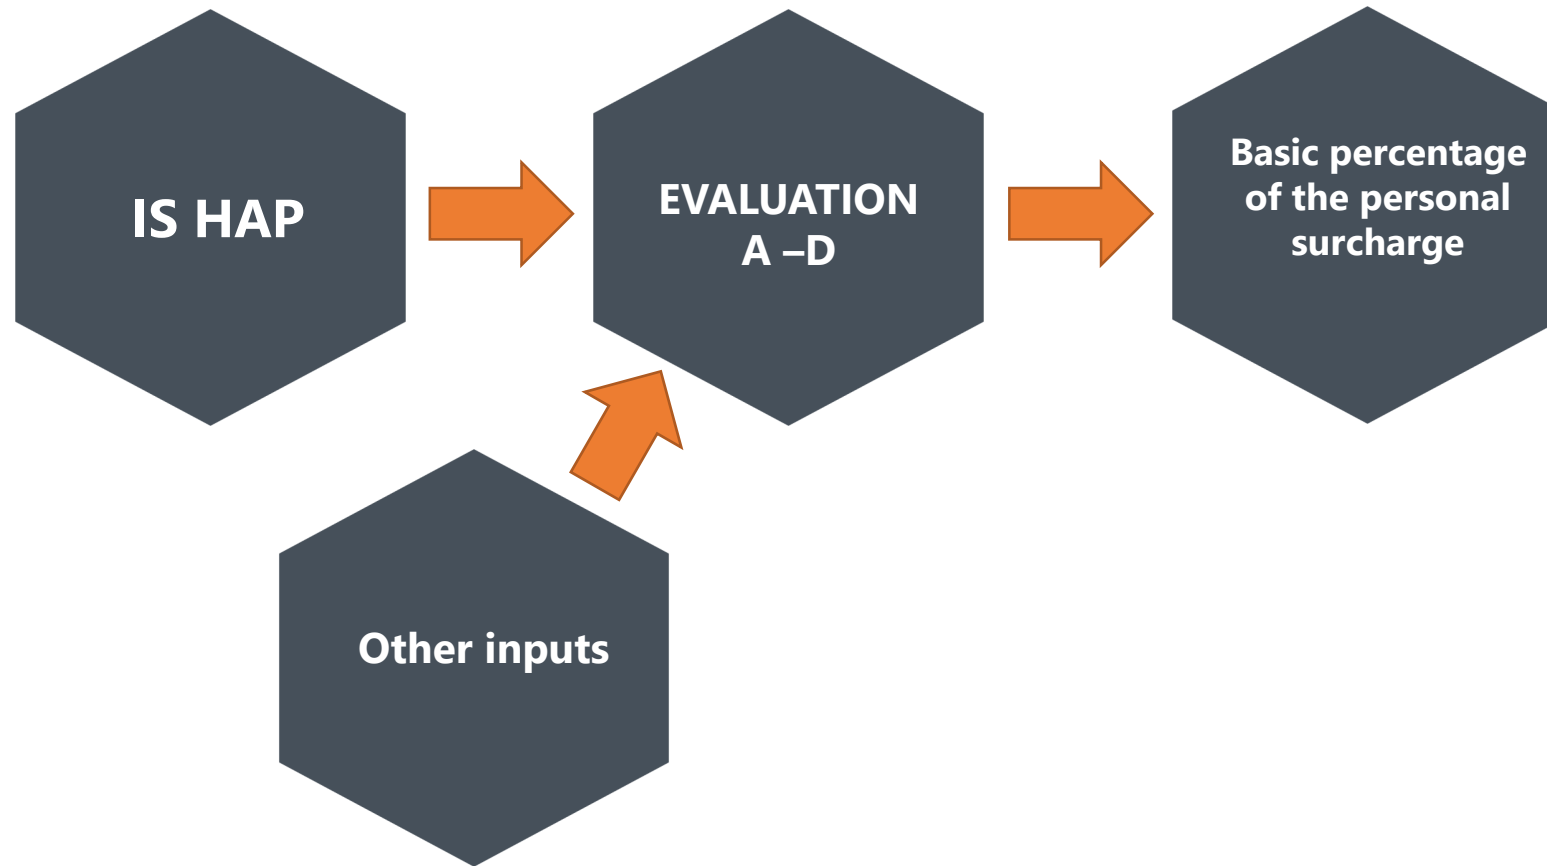 IS HAP
EVALUATION
A –D
Basic percentage
of the personal
surcharge
Other inputs